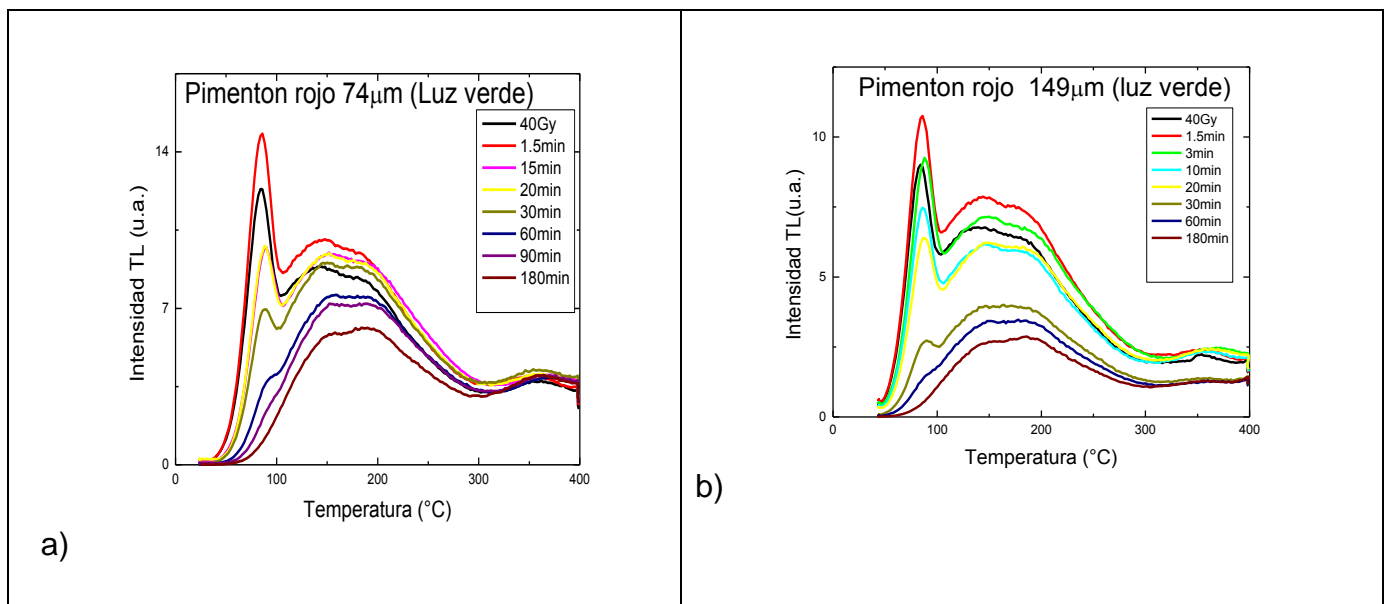 Pimenton rojo 74μm (Luz verde)
40Gy
1.5min
15min
20min
30min
60min
90min
180min
14
7
0
Intensidad TL (u.a.)
0 100 200 300 400
Temperatura (°C)
a)
Pimenton rojo 149μm (luz verde)
40Gy
1.5min
3min
10min
20min
30min
60min
180min
10
5
0
Intensidad TL(u.a.)
0 100 200 300 400
Temperatura (°C)
b)